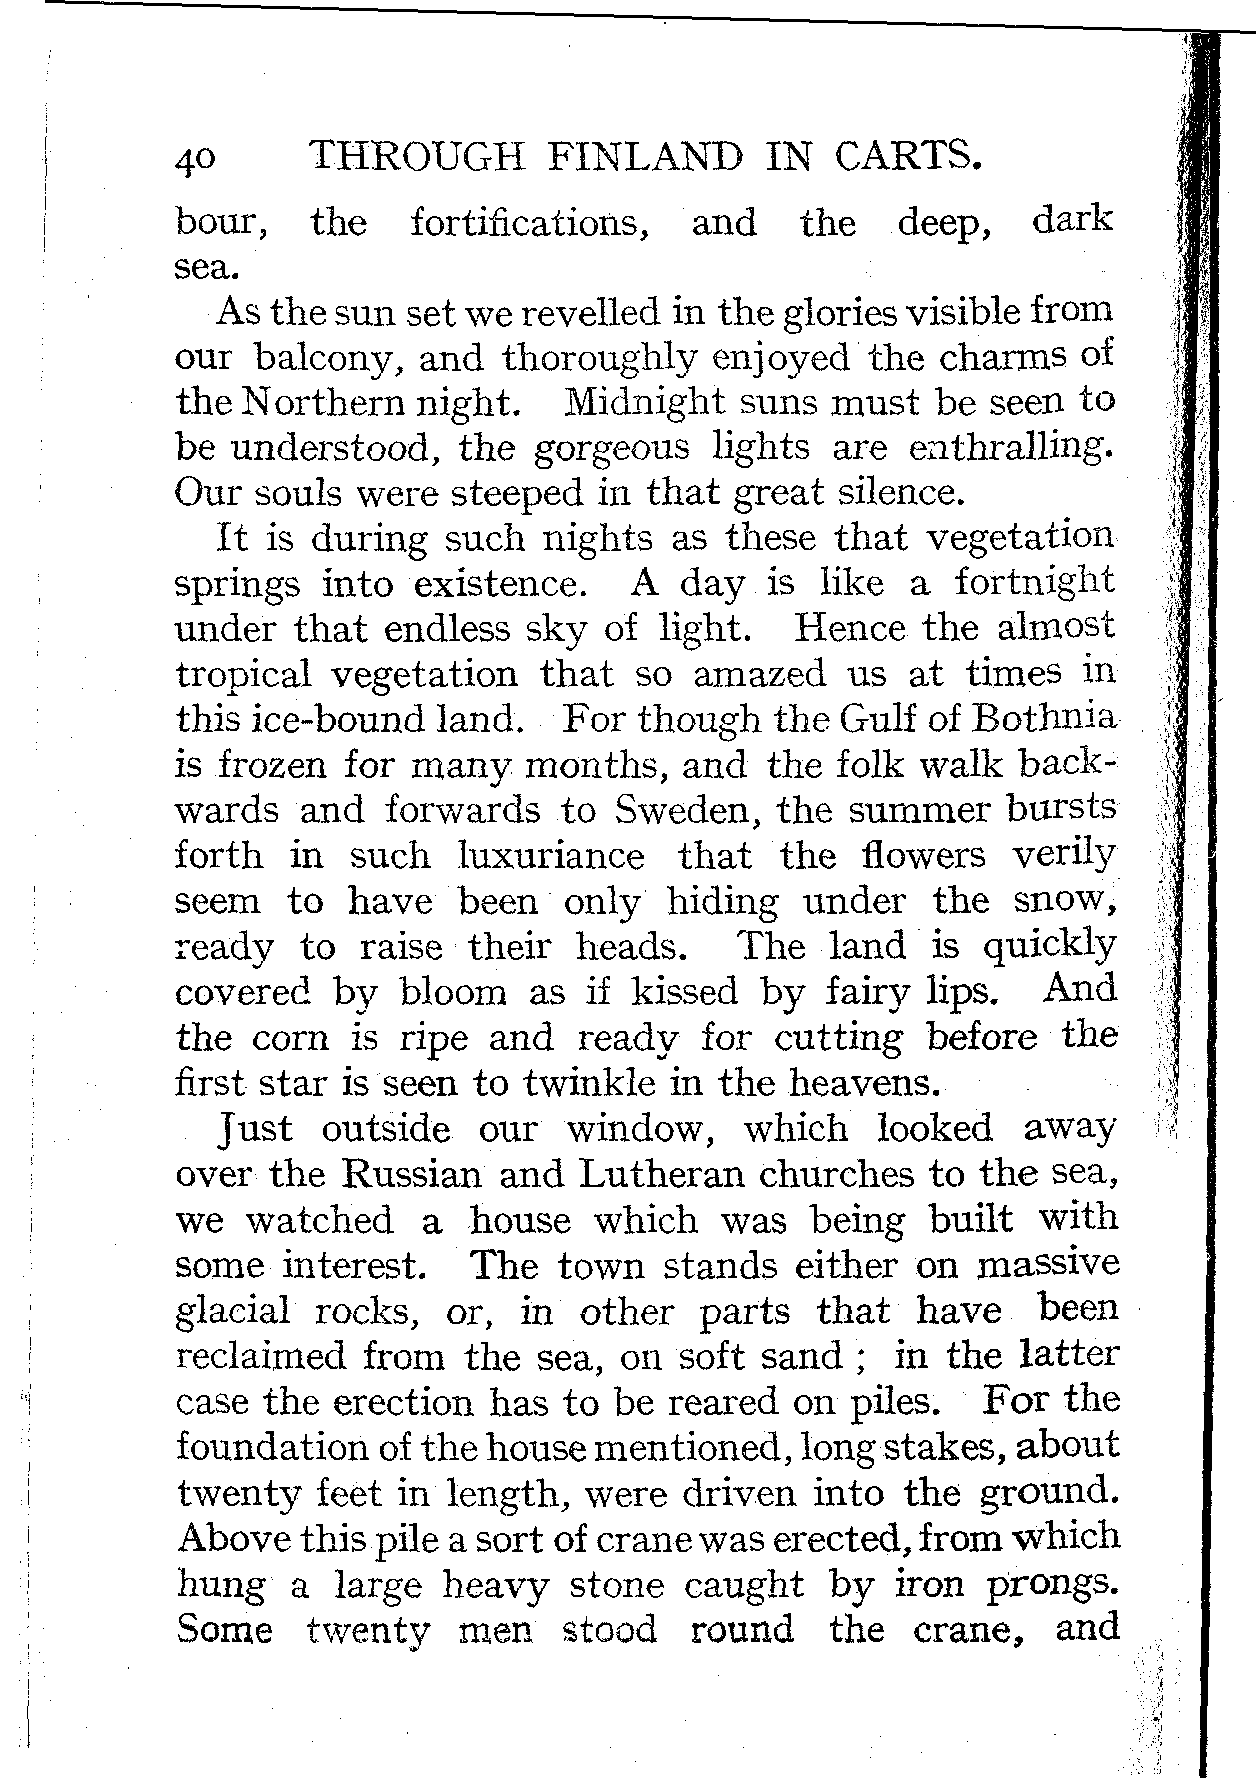 40 THROUGH FINLAND IN CARTS.
bour, the fortifications, and the deep, dark
sea.
As the sun set we revelled in the glories visible from
our balcony, and thoroughly enjoyed the charms of
the Northern night. Midnight suns must be seen to
be understood, the gorgeous lights are enthralling.
Our souls were steeped in that great silence.
It is during such nights as these that vegetation
springs into existence. A day is like a fortnight
under that endless sky of light. Hence the almost
tropical vegetation that so amazed us at times in
this ice-bound land. For though the Gulf of Bothnia
is frozen for many months, and the folk walk back-
wards and forwards to Sweden, the summer bursts
forth in such luxuriance that the flowers verily
seem to have been only hiding under the snow,
ready to raise their heads. The land is quickly
covered by bloom as if kissed by fairy lips. And
the corn is ripe and ready for cutting before the
first star is seen to twinkle in the heavens.
Just outside our window, which looked away
over the Russian and Lutheran churches to the sea,
we watched a house which was being built with
some interest. The town stands either on massive
glacial rocks, or, in other parts that have been
reclaimed from the sea, on soft sand ; in the latter
case the erection has to be reared on piles. For the
foundation of the house mentioned, long stakes, about
twenty feet in length, were driven into the ground.
Above this pile a sort of crane was erected, from which
hung a large heavy stone caught by iron prongs.
Some twenty men stood round the crane, and